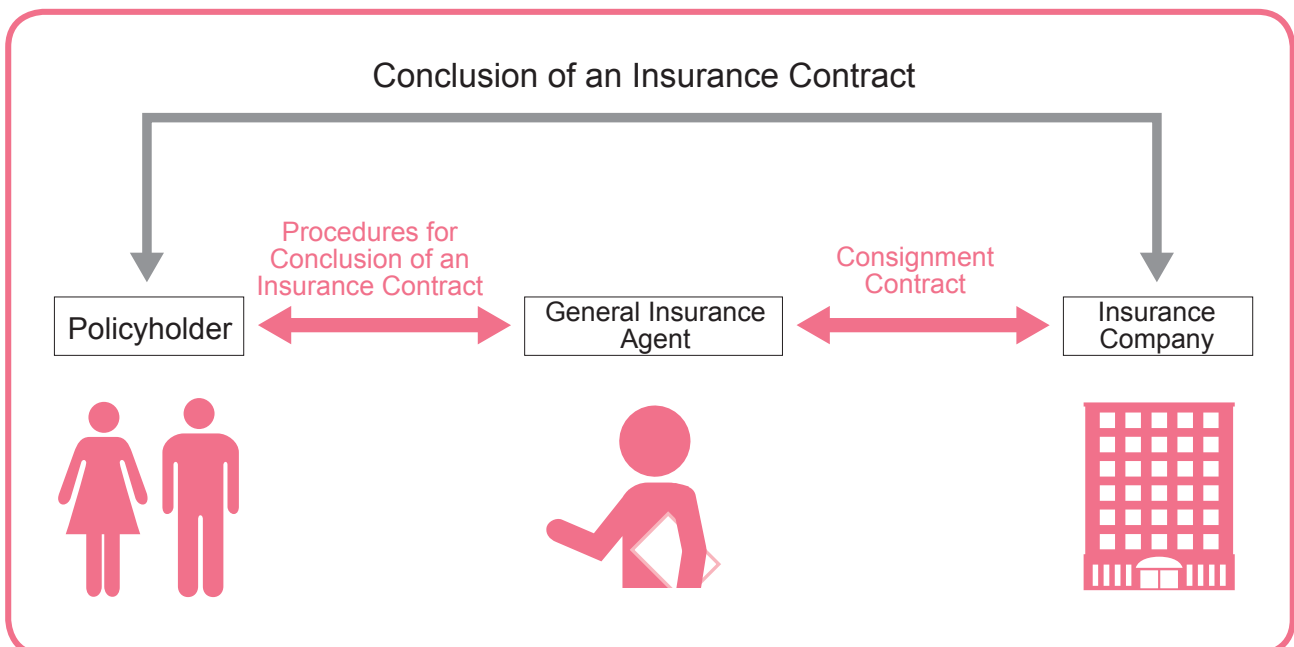 Conclusion of an Insurance Contract
Procedures for
Conclusion of an
Insurance Contract
Consignment
Contract
Policyholder
General Insurance
Agent
Insurance
Company